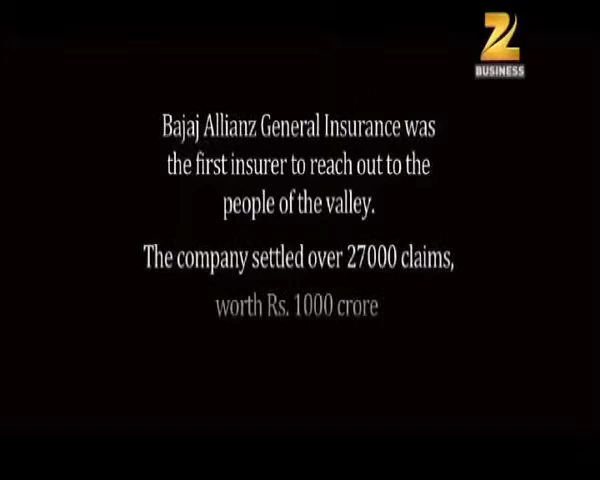 Z
BUSINESS
Bajaj Allianz General Insurance was
the first insurer to reach out to the
people of the valley.
The company settled over 27000 claims,
worth Rs. 1000 crore